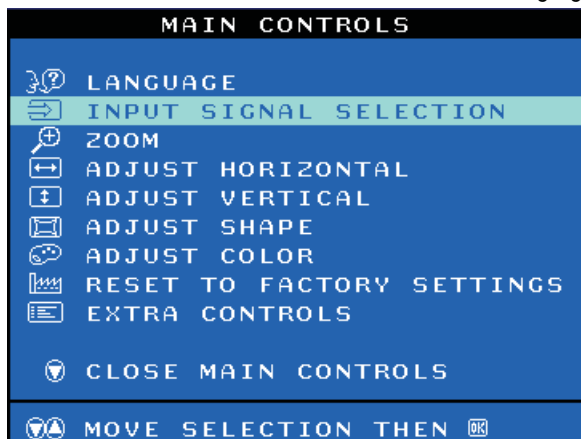 MAIN CONTROLS
LANGUAGE
INPUT SIGNAL SELECTION
ZOOM
ADJUST HORIZONTAL
ADJUST VERTICAL
ADJUST SHAPE
ADJUST COLOR
RESET TO FACTORY SETTINGS
EXTRA CONTROLS
CLOSE MAIN CONTROLS
MOVE SELECTION THEN OK